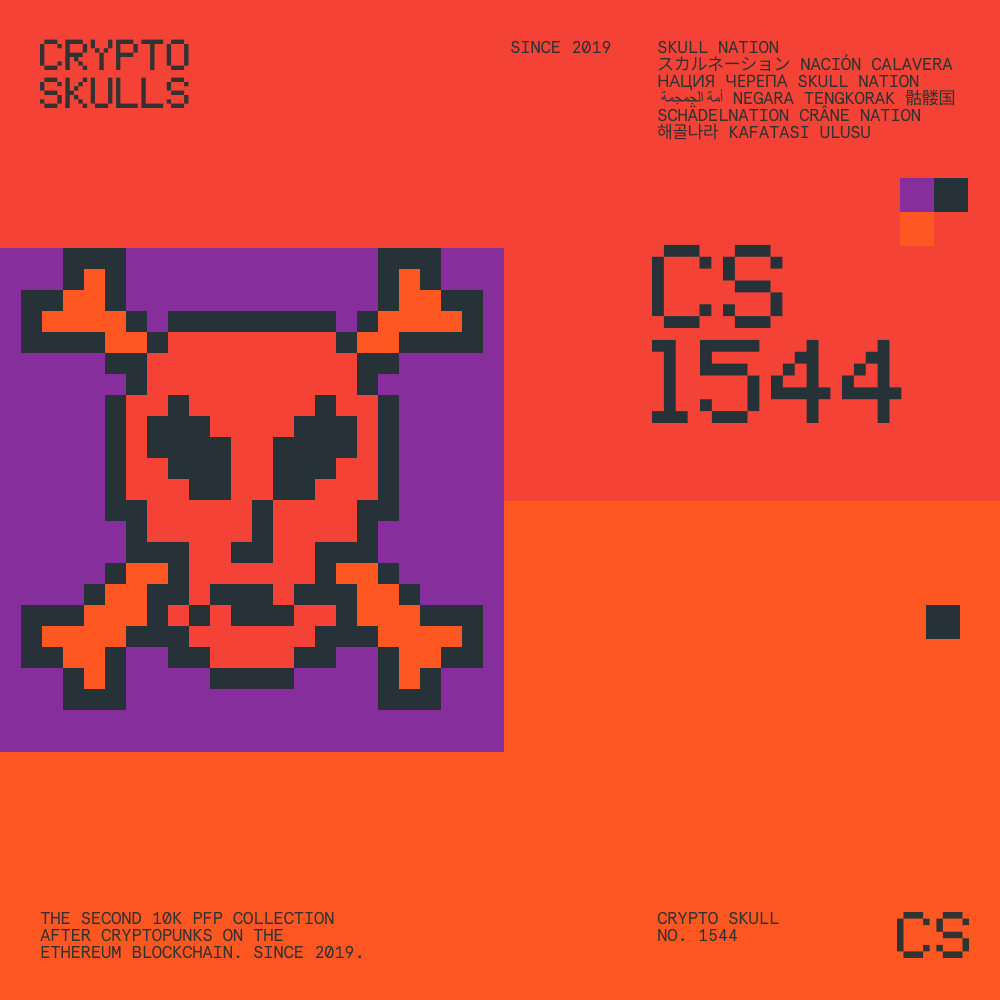 CRYPTO
SKULLS
SINCE 2019
SKULL NATION
スカルネーション NACIÓN CALAVERA
НАЦИЯ ЧЕРЕПА SKULL NATION
أمة الجمجمة NEGARA TENGKORAK 骷髅国
SCHÄDELNATION CRÂNE NATION
해골나라 KAFATASI ULUSU
CS
1544
THE SECOND 10K PFP COLLECTION
AFTER CRYPTOPUNKS ON THE
ETHEREUM BLOCKCHAIN. SINCE 2019.
CRYPTO SKULL
NO. 1544
CS